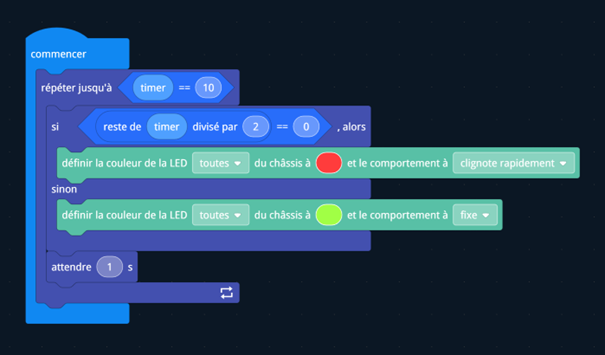 commencer
répéter jusqu'à timer == 10
si reste de timer divisé par 2 == 0 , alors
définir la couleur de la LED toutes du châssis à et le comportement à clignote rapidement
sinon
définir la couleur de la LED toutes du châssis à et le comportement à fixe
attendre 1 s